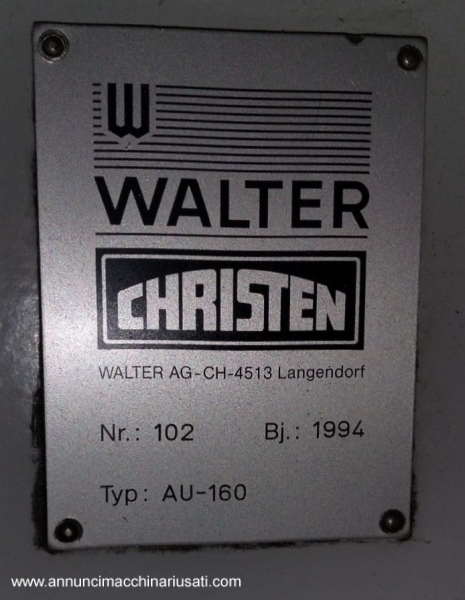 W
WALTER
CHRISTEN
WALTER AG-CH-4513 Langendorf
Nr.: 102 Bj.: 1994
Typ: AU-160
www.annuncimacchinariusati.com